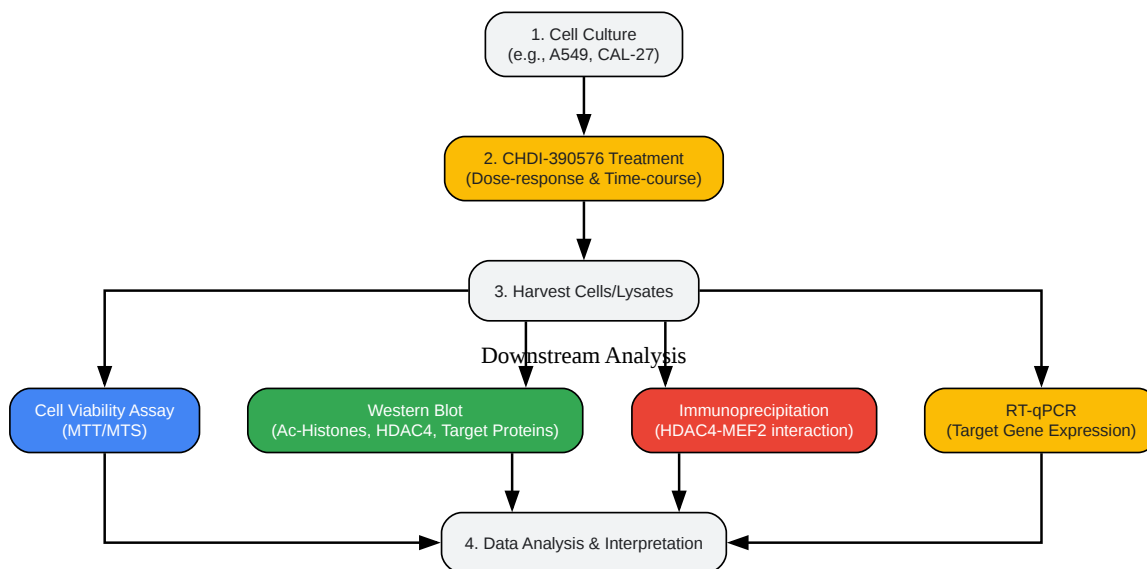 1. Cell Culture
(e.g., A549, CAL-27)
2. CHDI-390576 Treatment
(Dose-response & Time-course)
3. Harvest Cells/Lysates
Downstream Analysis
Cell Viability Assay
(MTT/MTS)
Western Blot
(Ac-Histones, HDAC4, Target Proteins)
Immunoprecipitation
(HDAC4-MEF2 interaction)
RT-qPCR
(Target Gene Expression)
4. Data Analysis & Interpretation